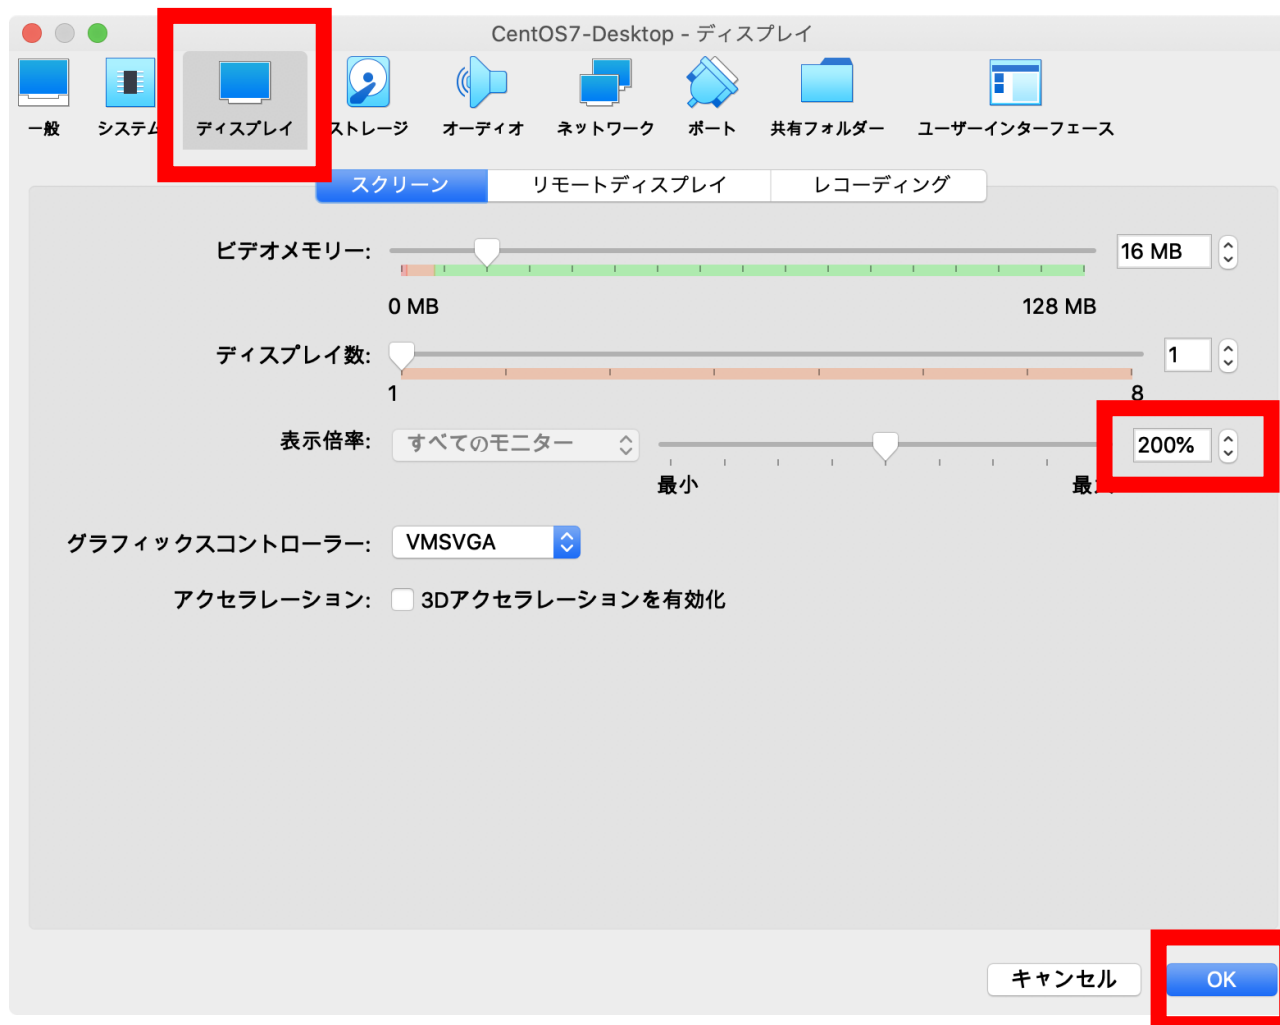 CentOS7-Desktop - ディスプレイ
一般 システム ディスプレイ ストレージ オーディオ ネットワーク ポート 共有フォルダー ユーザーインターフェース
スクリーン リモートディスプレイ レコーディング
ビデオメモリー: 16 MB
0 MB 128 MB
ディスプレイ数: 1
1 8
表示倍率: すべてのモニター 200%
最小 最大
グラフィックスコントローラー: VMSVGA
アクセラレーション: 3Dアクセラレーションを有効化
キャンセル OK